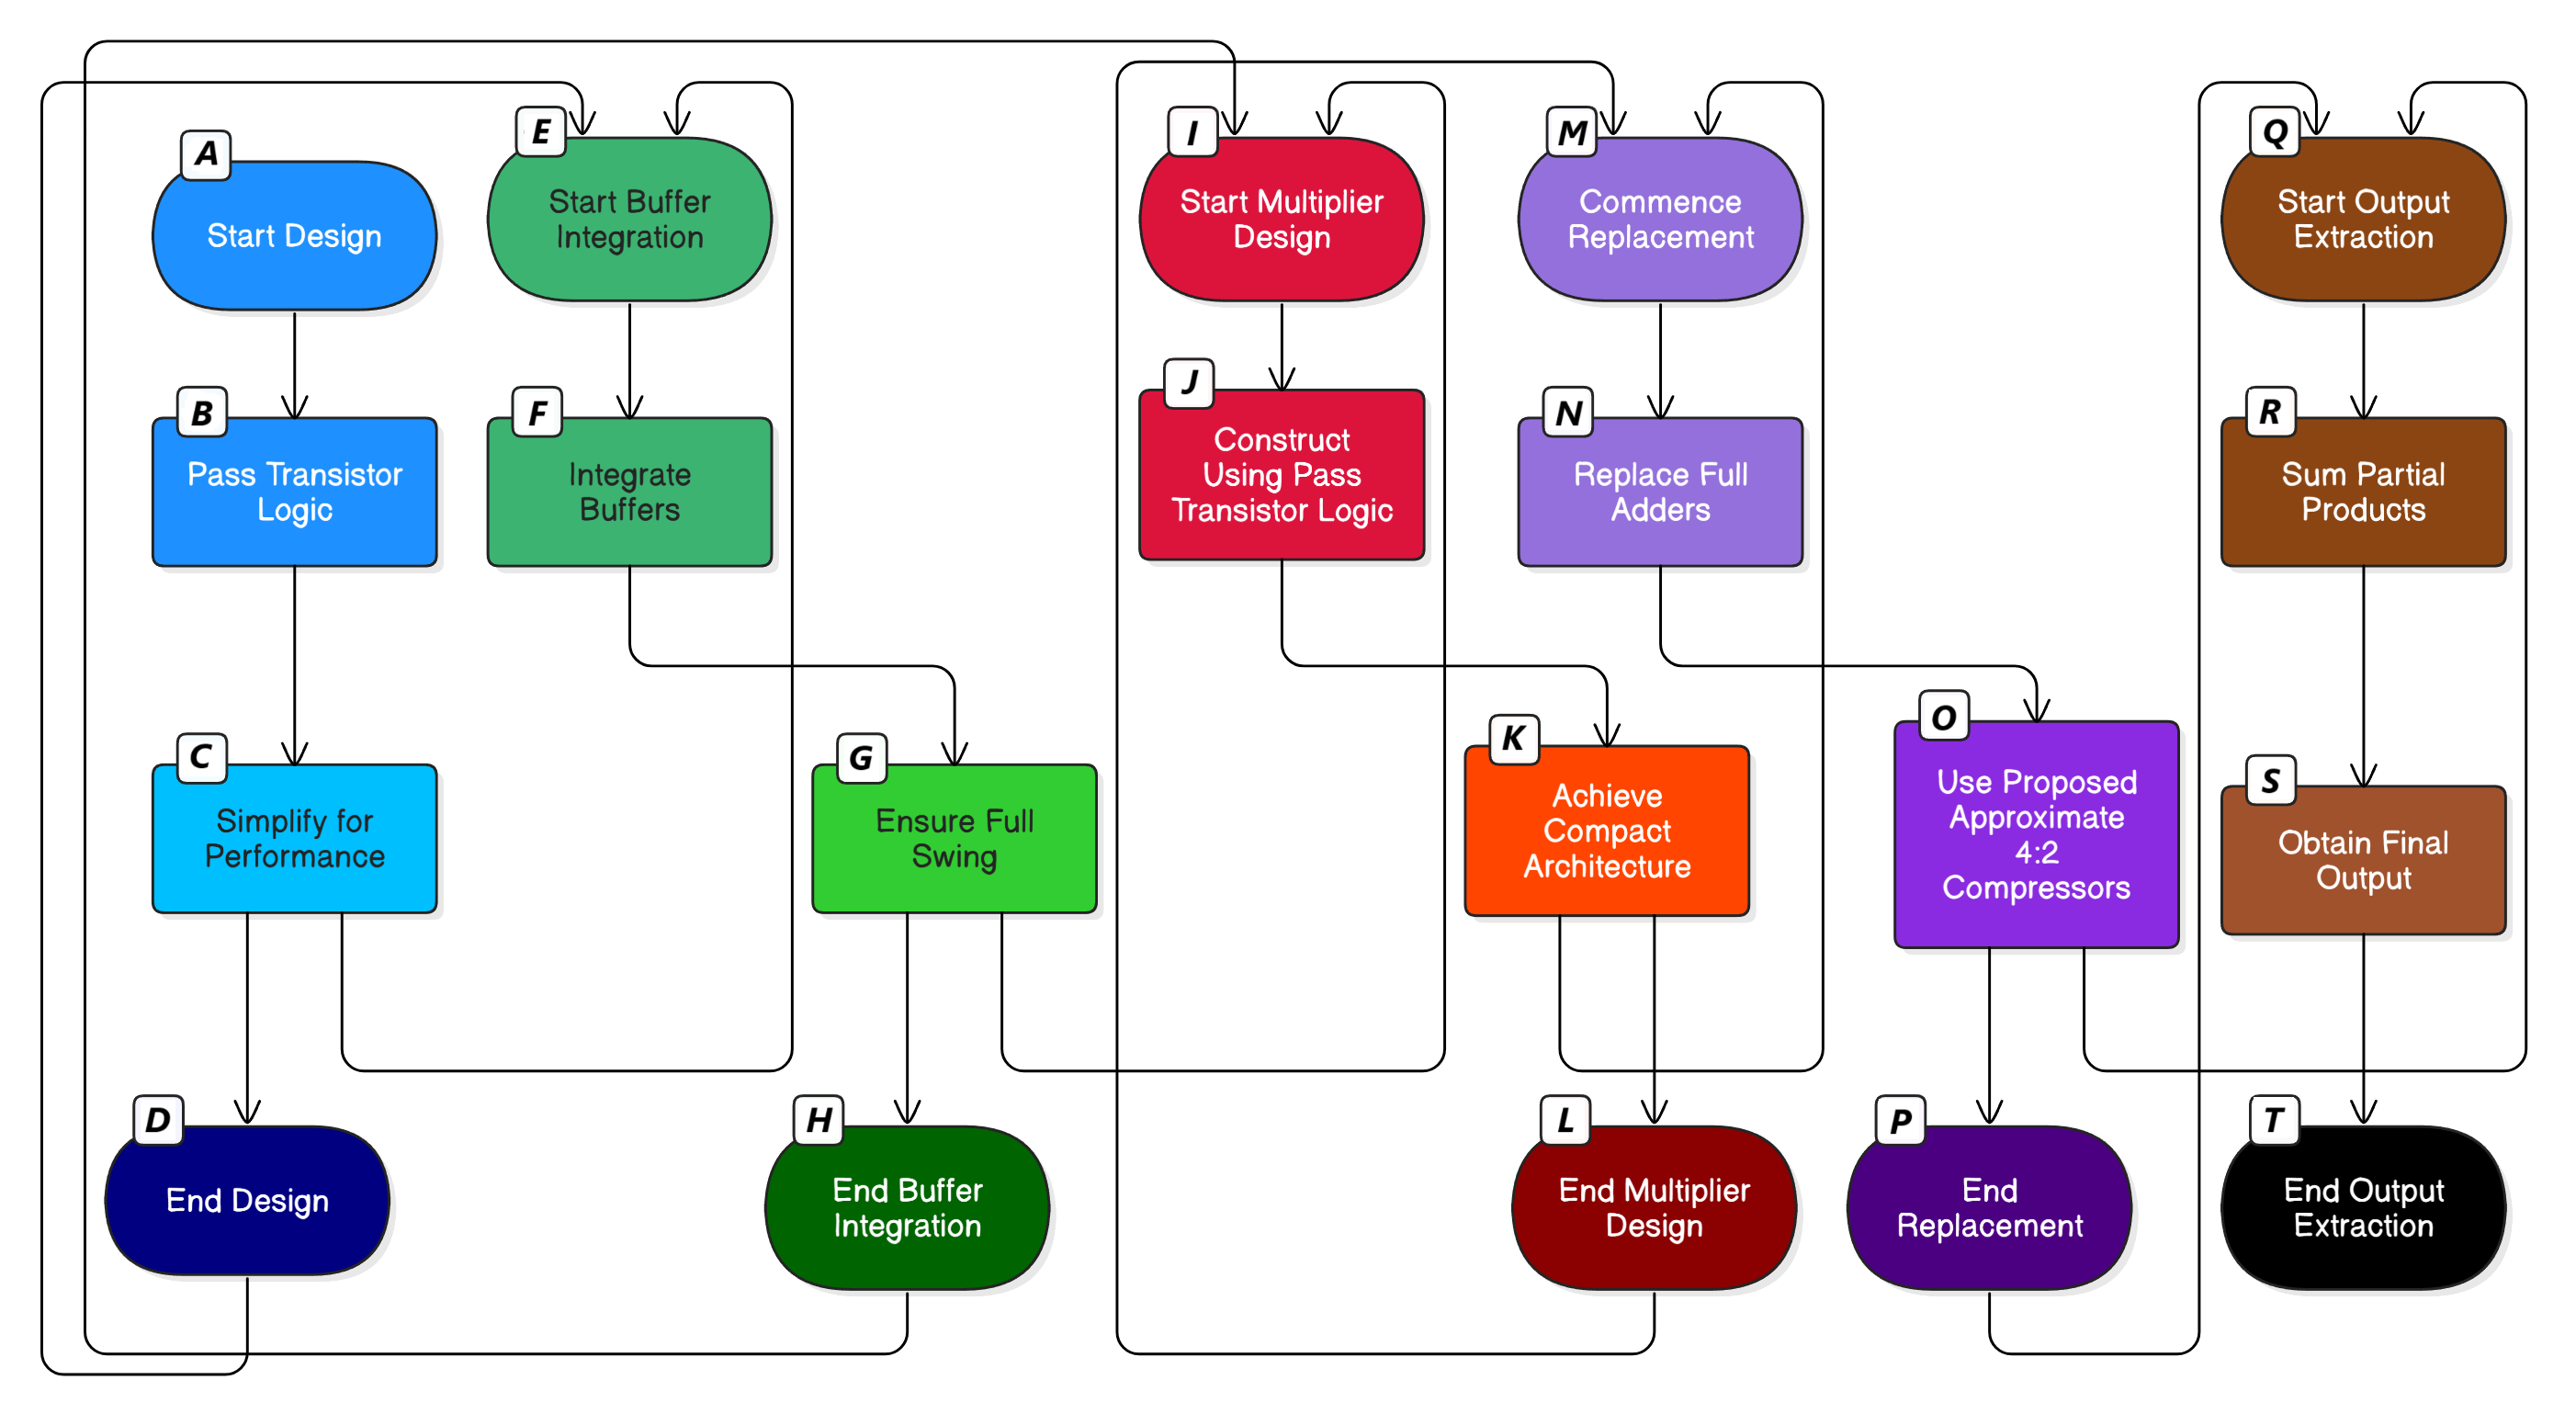 A
Start Design
B
Pass Transistor
Logic
C
Simplify for
Performance
D
End Design
E
Start Buffer
Integration
F
Integrate
Buffers
G
Ensure Full
Swing
H
End Buffer
Integration
I
Start Multiplier
Design
J
Construct
Using Pass
Transistor Logic
K
Achieve
Compact
Architecture
L
End Multiplier
Design
M
Commence
Replacement
N
Replace Full
Adders
O
Use Proposed
Approximate
4:2
Compressors
P
End
Replacement
Q
Start Output
Extraction
R
Sum Partial
Products
S
Obtain Final
Output
T
End Output
Extraction